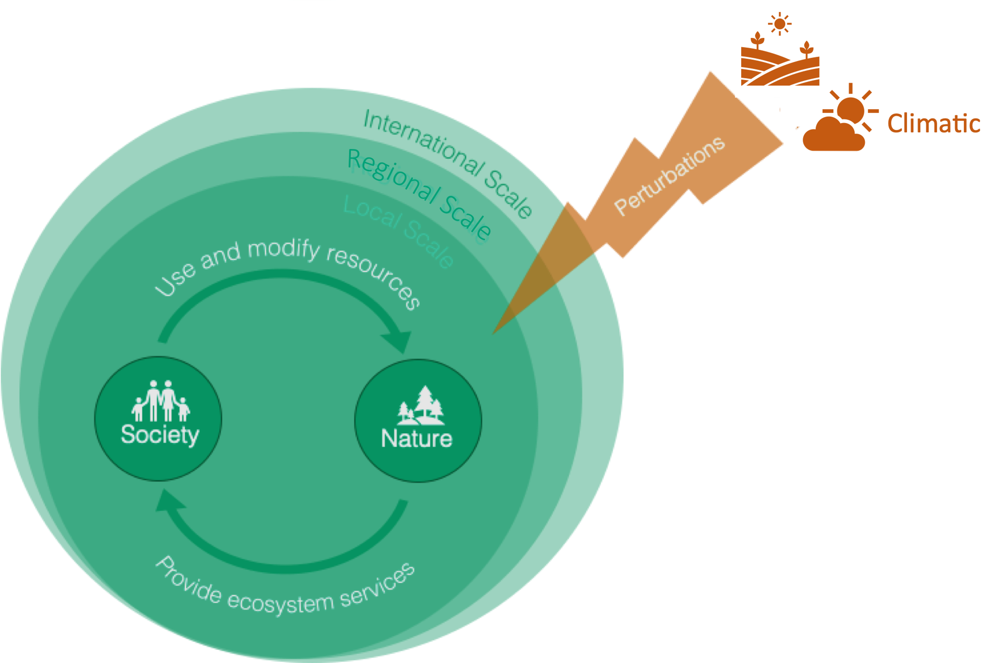 Climatic
International Scale
Perturbations
Regional Scale
Local Scale
Use and modify resources
Society
Nature
Provide ecosystem services